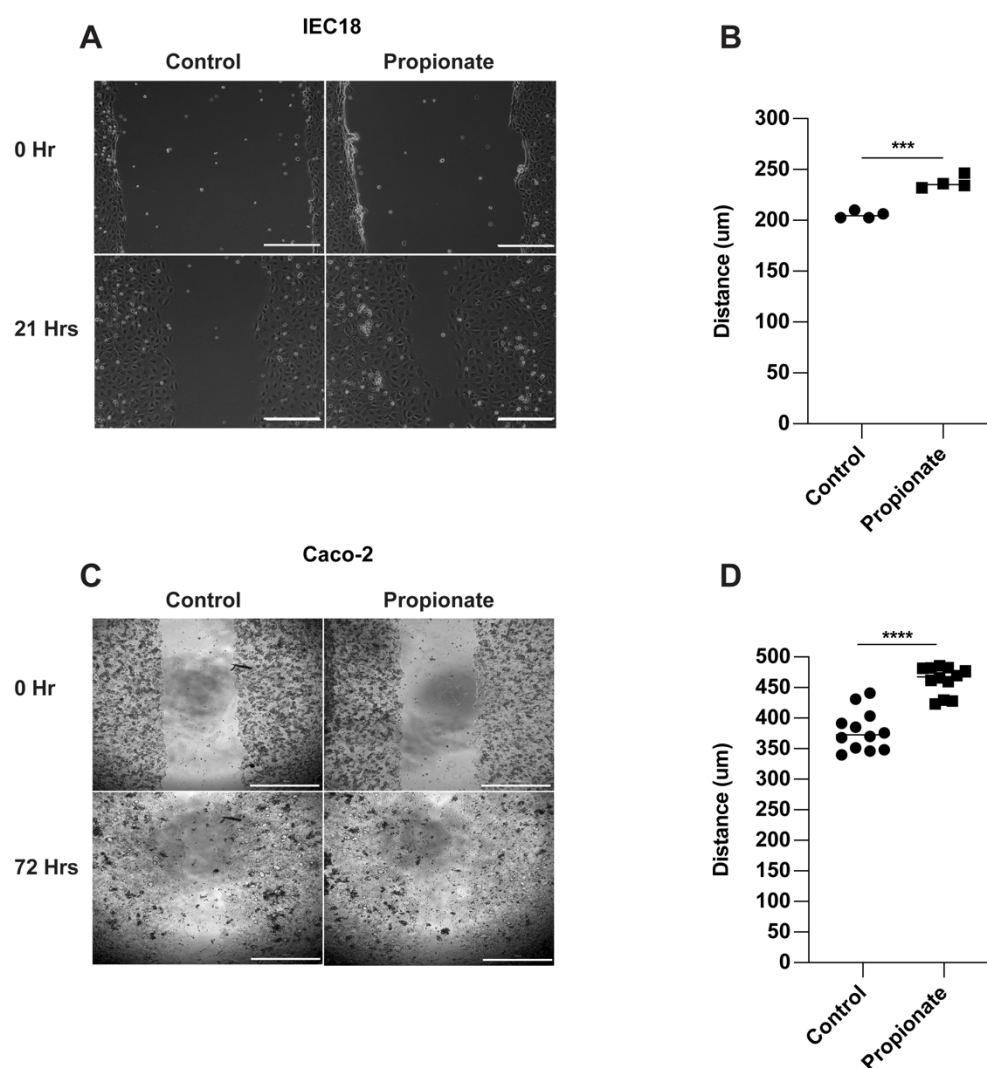 A
IEC18
Control Propionate
0 Hr
21 Hrs
B
300
250
200
150
100
50
0
Distance (um)
***
Control
Propionate
C
Caco-2
Control Propionate
0 Hr
72 Hrs
D
500
450
400
350
300
250
200
150
100
50
0
Distance (um)
****
Control
Propionate